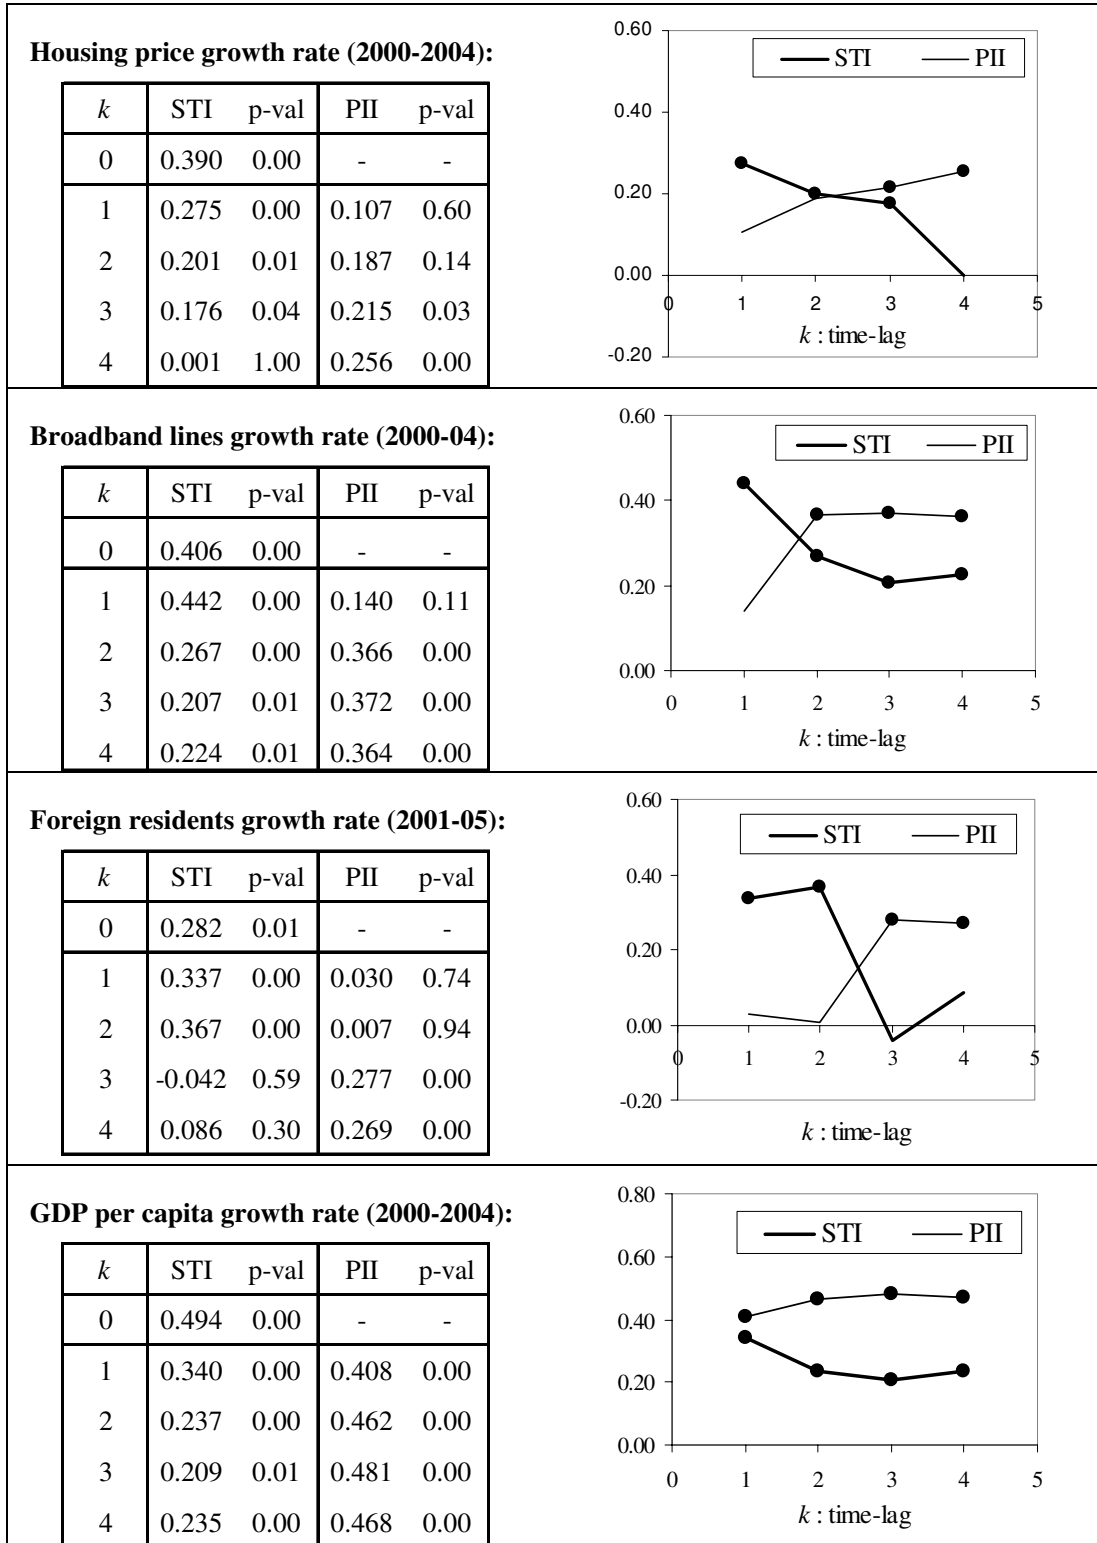 Housing price growth rate (2000-2004):
k STI p-val PII p-val
0 0.390 0.00 - -
1 0.275 0.00 0.107 0.60
2 0.201 0.01 0.187 0.14
3 0.176 0.04 0.215 0.03
4 0.001 1.00 0.256 0.00
0.60
STI PII
0.40
0.20
0.00
0 1 2 3 4 5
k : time-lag
-0.20
Broadband lines growth rate (2000-04):
k STI p-val PII p-val
0 0.406 0.00 - -
1 0.442 0.00 0.140 0.11
2 0.267 0.00 0.366 0.00
3 0.207 0.01 0.372 0.00
4 0.224 0.01 0.364 0.00
0.60
STI PII
0.40
0.20
0.00
0 1 2 3 4 5
k : time-lag
Foreign residents growth rate (2001-05):
k STI p-val PII p-val
0 0.282 0.01 - -
1 0.337 0.00 0.030 0.74
2 0.367 0.00 0.007 0.94
3 -0.042 0.59 0.277 0.00
4 0.086 0.30 0.269 0.00
0.60
STI PII
0.40
0.20
0.00
0 1 2 3 4 5
-0.20
k : time-lag
GDP per capita growth rate (2000-2004):
k STI p-val PII p-val
0 0.494 0.00 - -
1 0.340 0.00 0.408 0.00
2 0.237 0.00 0.462 0.00
3 0.209 0.01 0.481 0.00
4 0.235 0.00 0.468 0.00
0.80
STI PII
0.60
0.40
0.20
0.00
0 1 2 3 4 5
k : time-lag